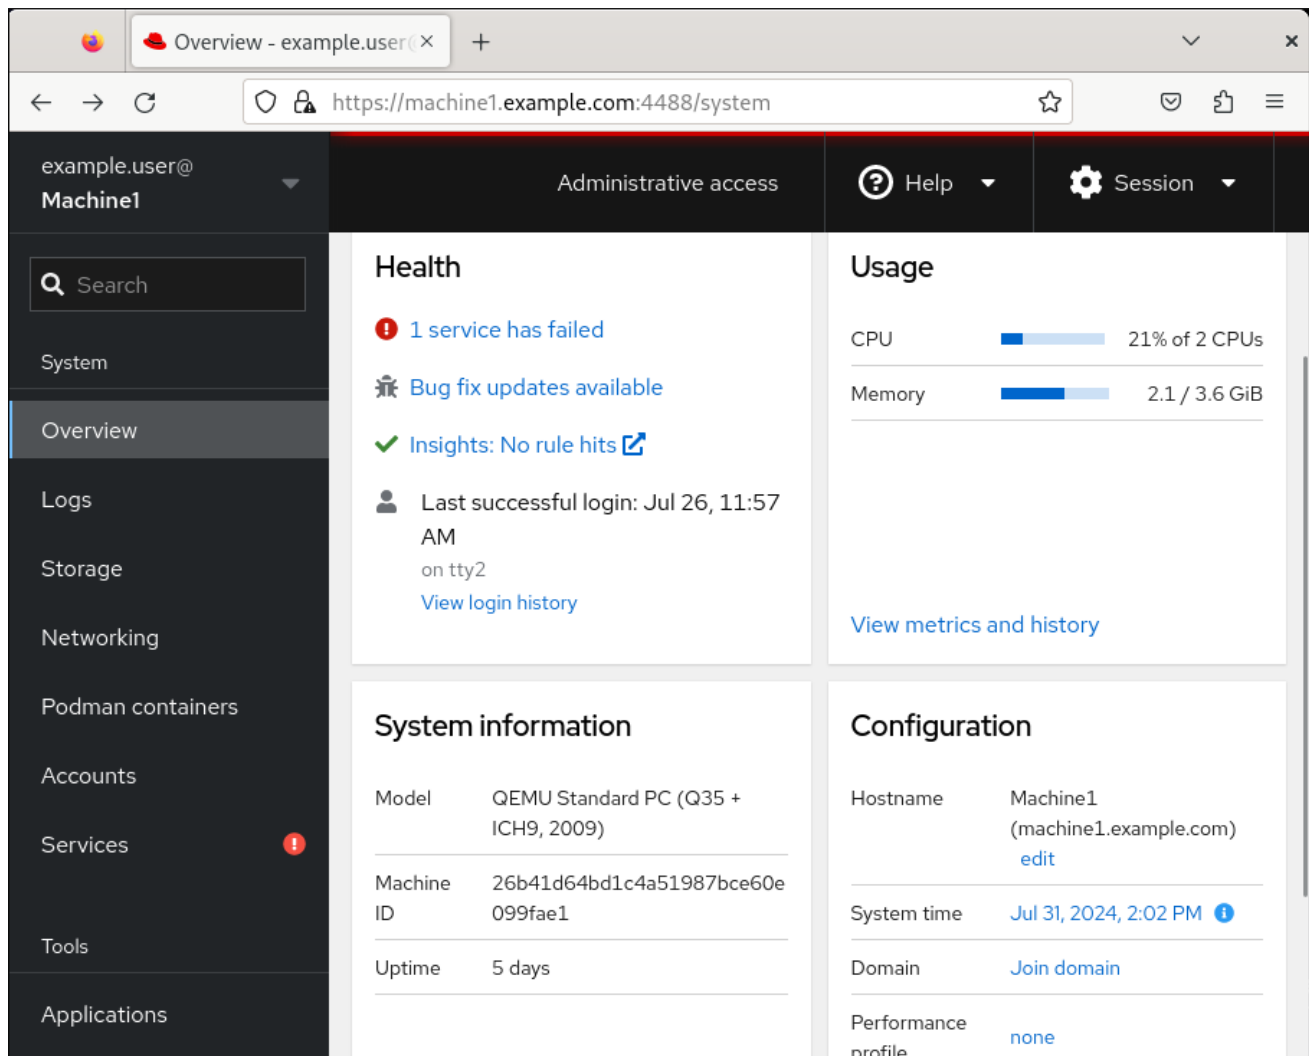 Overview - example.user@
https://machine1.example.com:4488/system
example.user@
Machine1
Administrative access
Help
Session
Search
System
Overview
Logs
Storage
Networking
Podman containers
Accounts
Services
Tools
Applications
Health
1 service has failed
Bug fix updates available
Insights: No rule hits
Last successful login: Jul 26, 11:57
AM
on tty2
View login history
Usage
CPU 21% of 2 CPUs
Memory 2.1 / 3.6 GiB
View metrics and history
System information
Model QEMU Standard PC (Q35 +
ICH9, 2009)
Machine 26b41d64bd1c4a51987bce60e
ID 099fae1
Uptime 5 days
Configuration
Hostname Machine1
(machine1.example.com)
edit
System time Jul 31, 2024, 2:02 PM
Domain Join domain
Performance
profile none